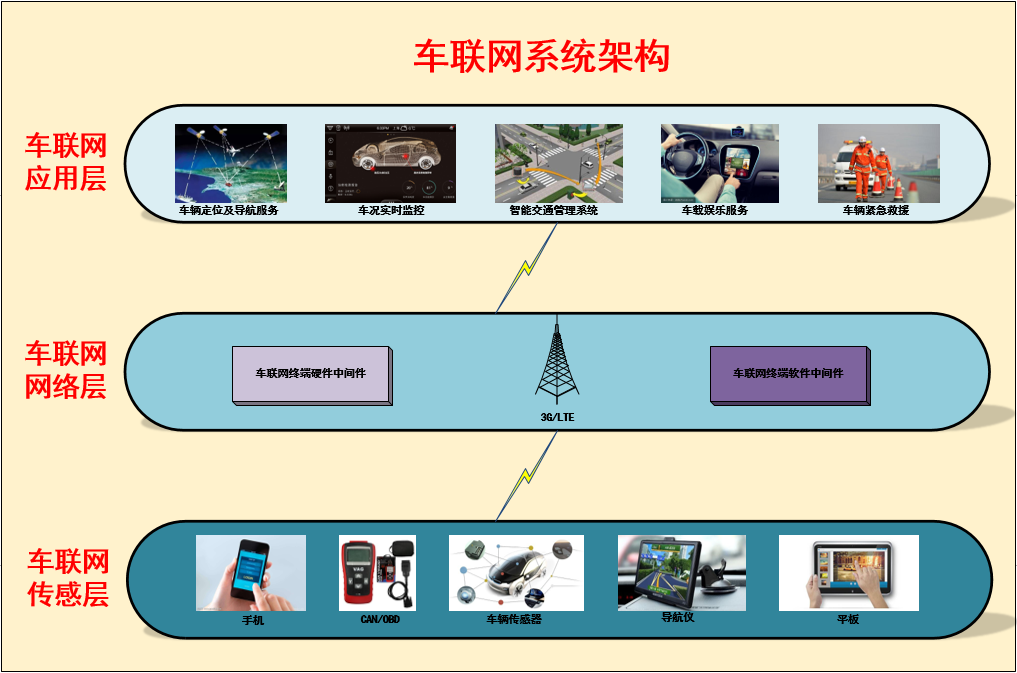 车联网系统架构
车联网
应用层
车辆定位及导航服务
车况实时监控
智能交通管理系统
车载娱乐服务
车辆紧急救援
车联网
网络层
车联网终端硬件中间件
3G/LTE
车联网终端软件中间件
车联网
传感层
VAG
手机
CAN/OBD
车辆传感器
导航仪
平板